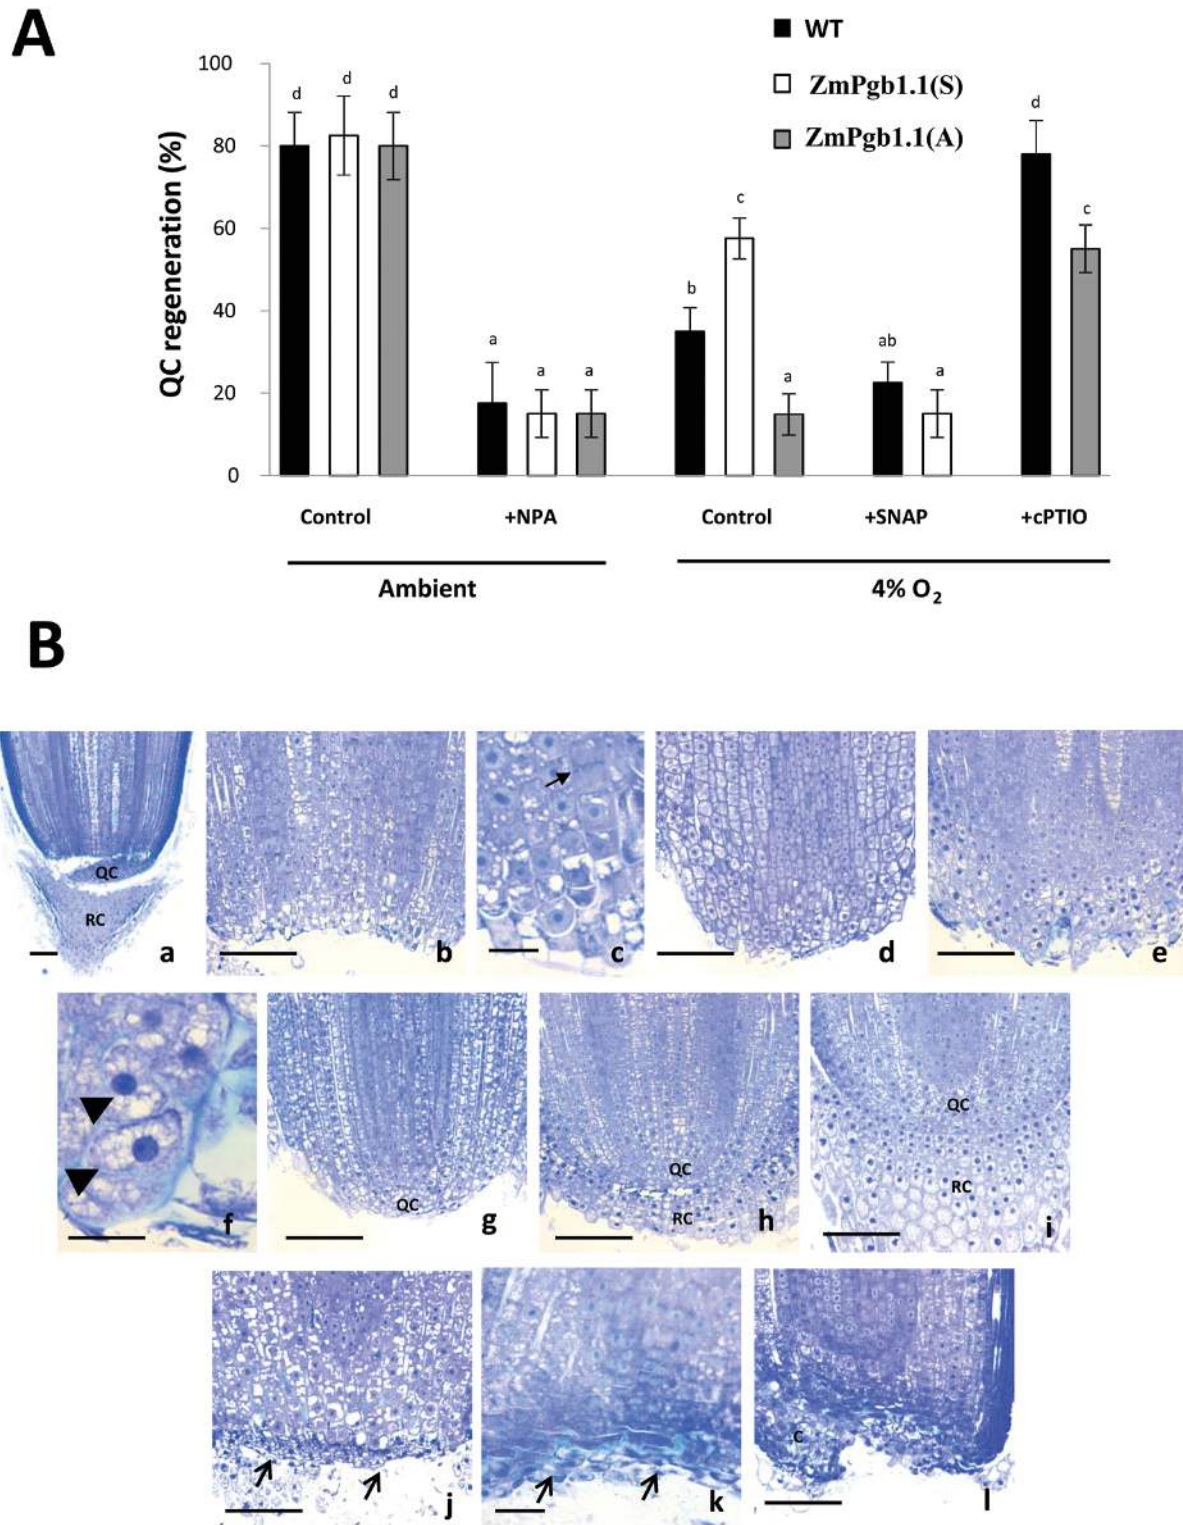 A
WT
ZmPgb1.1(S)
ZmPgb1.1(A)
QC regeneration (%)
100
80
60
40
20
0
d d d
a a a
b c a
ab a
d c
Control +NPA Control +SNAP +cPTIO
Ambient 4% O₂
B
QC
RC
a b c d e
QC
QC
QC
RC
RC
f g h i
C
j k l